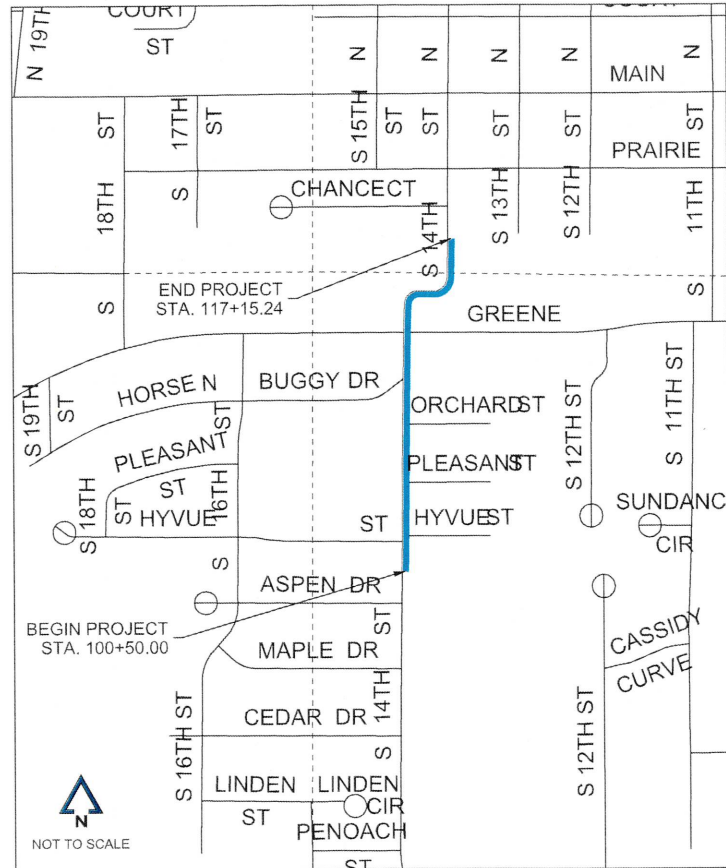 COURT
ST
N 19TH
N
N
N
N
N
MAIN
S 15TH
ST
ST
ST
ST
ST
18TH
ST
17TH
ST
S
PRAIRIE
CHANCECT
S 14TH
S 13TH
S 12TH
11TH
S
S
END PROJECT
STA. 117+15.24
GREENE
HORSE N
BUGGY DR
S 19TH
ST
ORCHARD ST
S 12TH ST
S 11TH ST
PLEASANT
ST
PLEASANT ST
S 18TH
ST
HYVUE
16TH
ST
S
ST
HYVUE ST
SUNDANC
CIR
ASPEN DR
BEGIN PROJECT
STA. 100+50.00
ST
MAPLE DR
14TH
S
CASSIDY
CURVE
CEDAR DR
S 16TH ST
S 12TH ST
LINDEN
ST
LINDEN
CIR
PENOACH
ST
N
NOT TO SCALE